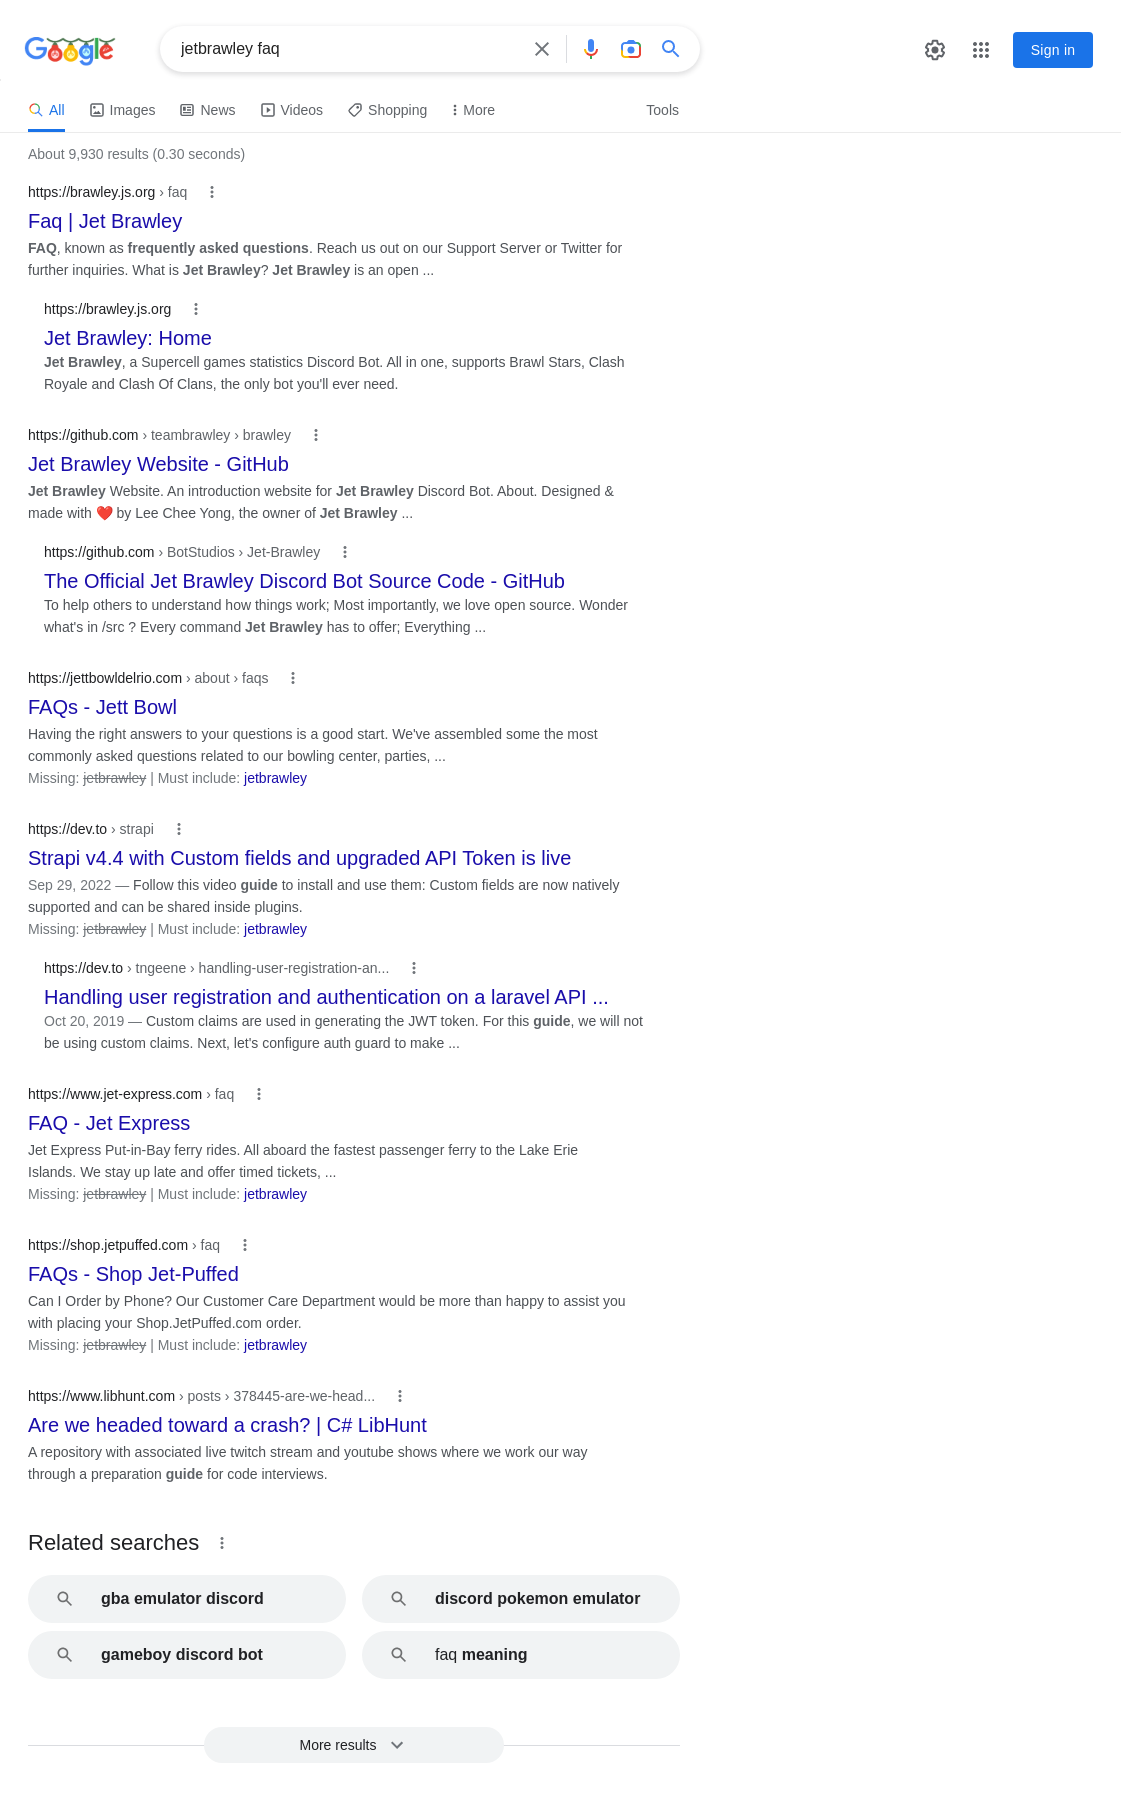 Google
jetbrawley faq
Sign in
All
Images
News
Videos
Shopping
More
Tools
About 9,930 results (0.30 seconds)
https://brawley.js.org › faq
Faq | Jet Brawley
FAQ, known as frequently asked questions. Reach us out on our Support Server or Twitter for
further inquiries. What is Jet Brawley? Jet Brawley is an open ...
https://brawley.js.org
Jet Brawley: Home
Jet Brawley, a Supercell games statistics Discord Bot. All in one, supports Brawl Stars, Clash
Royale and Clash Of Clans, the only bot you'll ever need.
https://github.com › teambrawley › brawley
Jet Brawley Website - GitHub
Jet Brawley Website. An introduction website for Jet Brawley Discord Bot. About. Designed &
made with ❤️ by Lee Chee Yong, the owner of Jet Brawley ...
https://github.com › BotStudios › Jet-Brawley
The Official Jet Brawley Discord Bot Source Code - GitHub
To help others to understand how things work; Most importantly, we love open source. Wonder
what's in /src ? Every command Jet Brawley has to offer; Everything ...
https://jettbowldelrio.com › about › faqs
FAQs - Jett Bowl
Having the right answers to your questions is a good start. We've assembled some the most
commonly asked questions related to our bowling center, parties, ...
Missing: jetbrawley | Must include: jetbrawley
https://dev.to › strapi
Strapi v4.4 with Custom fields and upgraded API Token is live
Sep 29, 2022 — Follow this video guide to install and use them: Custom fields are now natively
supported and can be shared inside plugins.
Missing: jetbrawley | Must include: jetbrawley
https://dev.to › tngeene › handling-user-registration-an...
Handling user registration and authentication on a laravel API ...
Oct 20, 2019 — Custom claims are used in generating the JWT token. For this guide, we will not
be using custom claims. Next, let's configure auth guard to make ...
https://www.jet-express.com › faq
FAQ - Jet Express
Jet Express Put-in-Bay ferry rides. All aboard the fastest passenger ferry to the Lake Erie
Islands. We stay up late and offer timed tickets, ...
Missing: jetbrawley | Must include: jetbrawley
https://shop.jetpuffed.com › faq
FAQs - Shop Jet-Puffed
Can I Order by Phone? Our Customer Care Department would be more than happy to assist you
with placing your Shop.JetPuffed.com order.
Missing: jetbrawley | Must include: jetbrawley
https://www.libhunt.com › posts › 378445-are-we-head...
Are we headed toward a crash? | C# LibHunt
A repository with associated live twitch stream and youtube shows where we work our way
through a preparation guide for code interviews.
Related searches
gba emulator discord
discord pokemon emulator
gameboy discord bot
faq meaning
More results